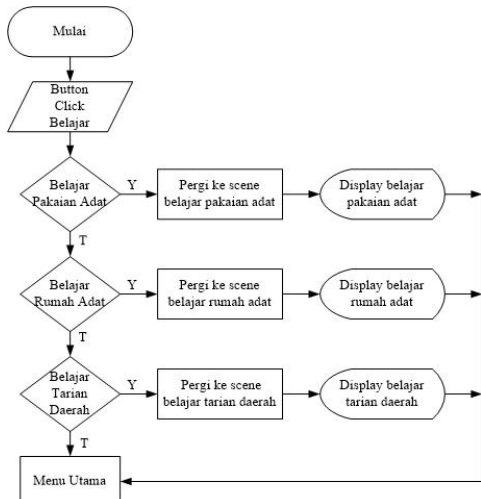 Mulai
Button
Click
Belajar
Belajar
Pakaian Adat
Y
Pergi ke scene
belajar pakaian adat
Display belajar
pakaian adat
T
Belajar
Rumah Adat
Y
Pergi ke scene
belajar rumah adat
Display belajar
rumah adat
T
Belajar
Tarian
Daerah
Y
Pergi ke scene
belajar tarian daerah
Display belajar
tarian daerah
T
Menu Utama